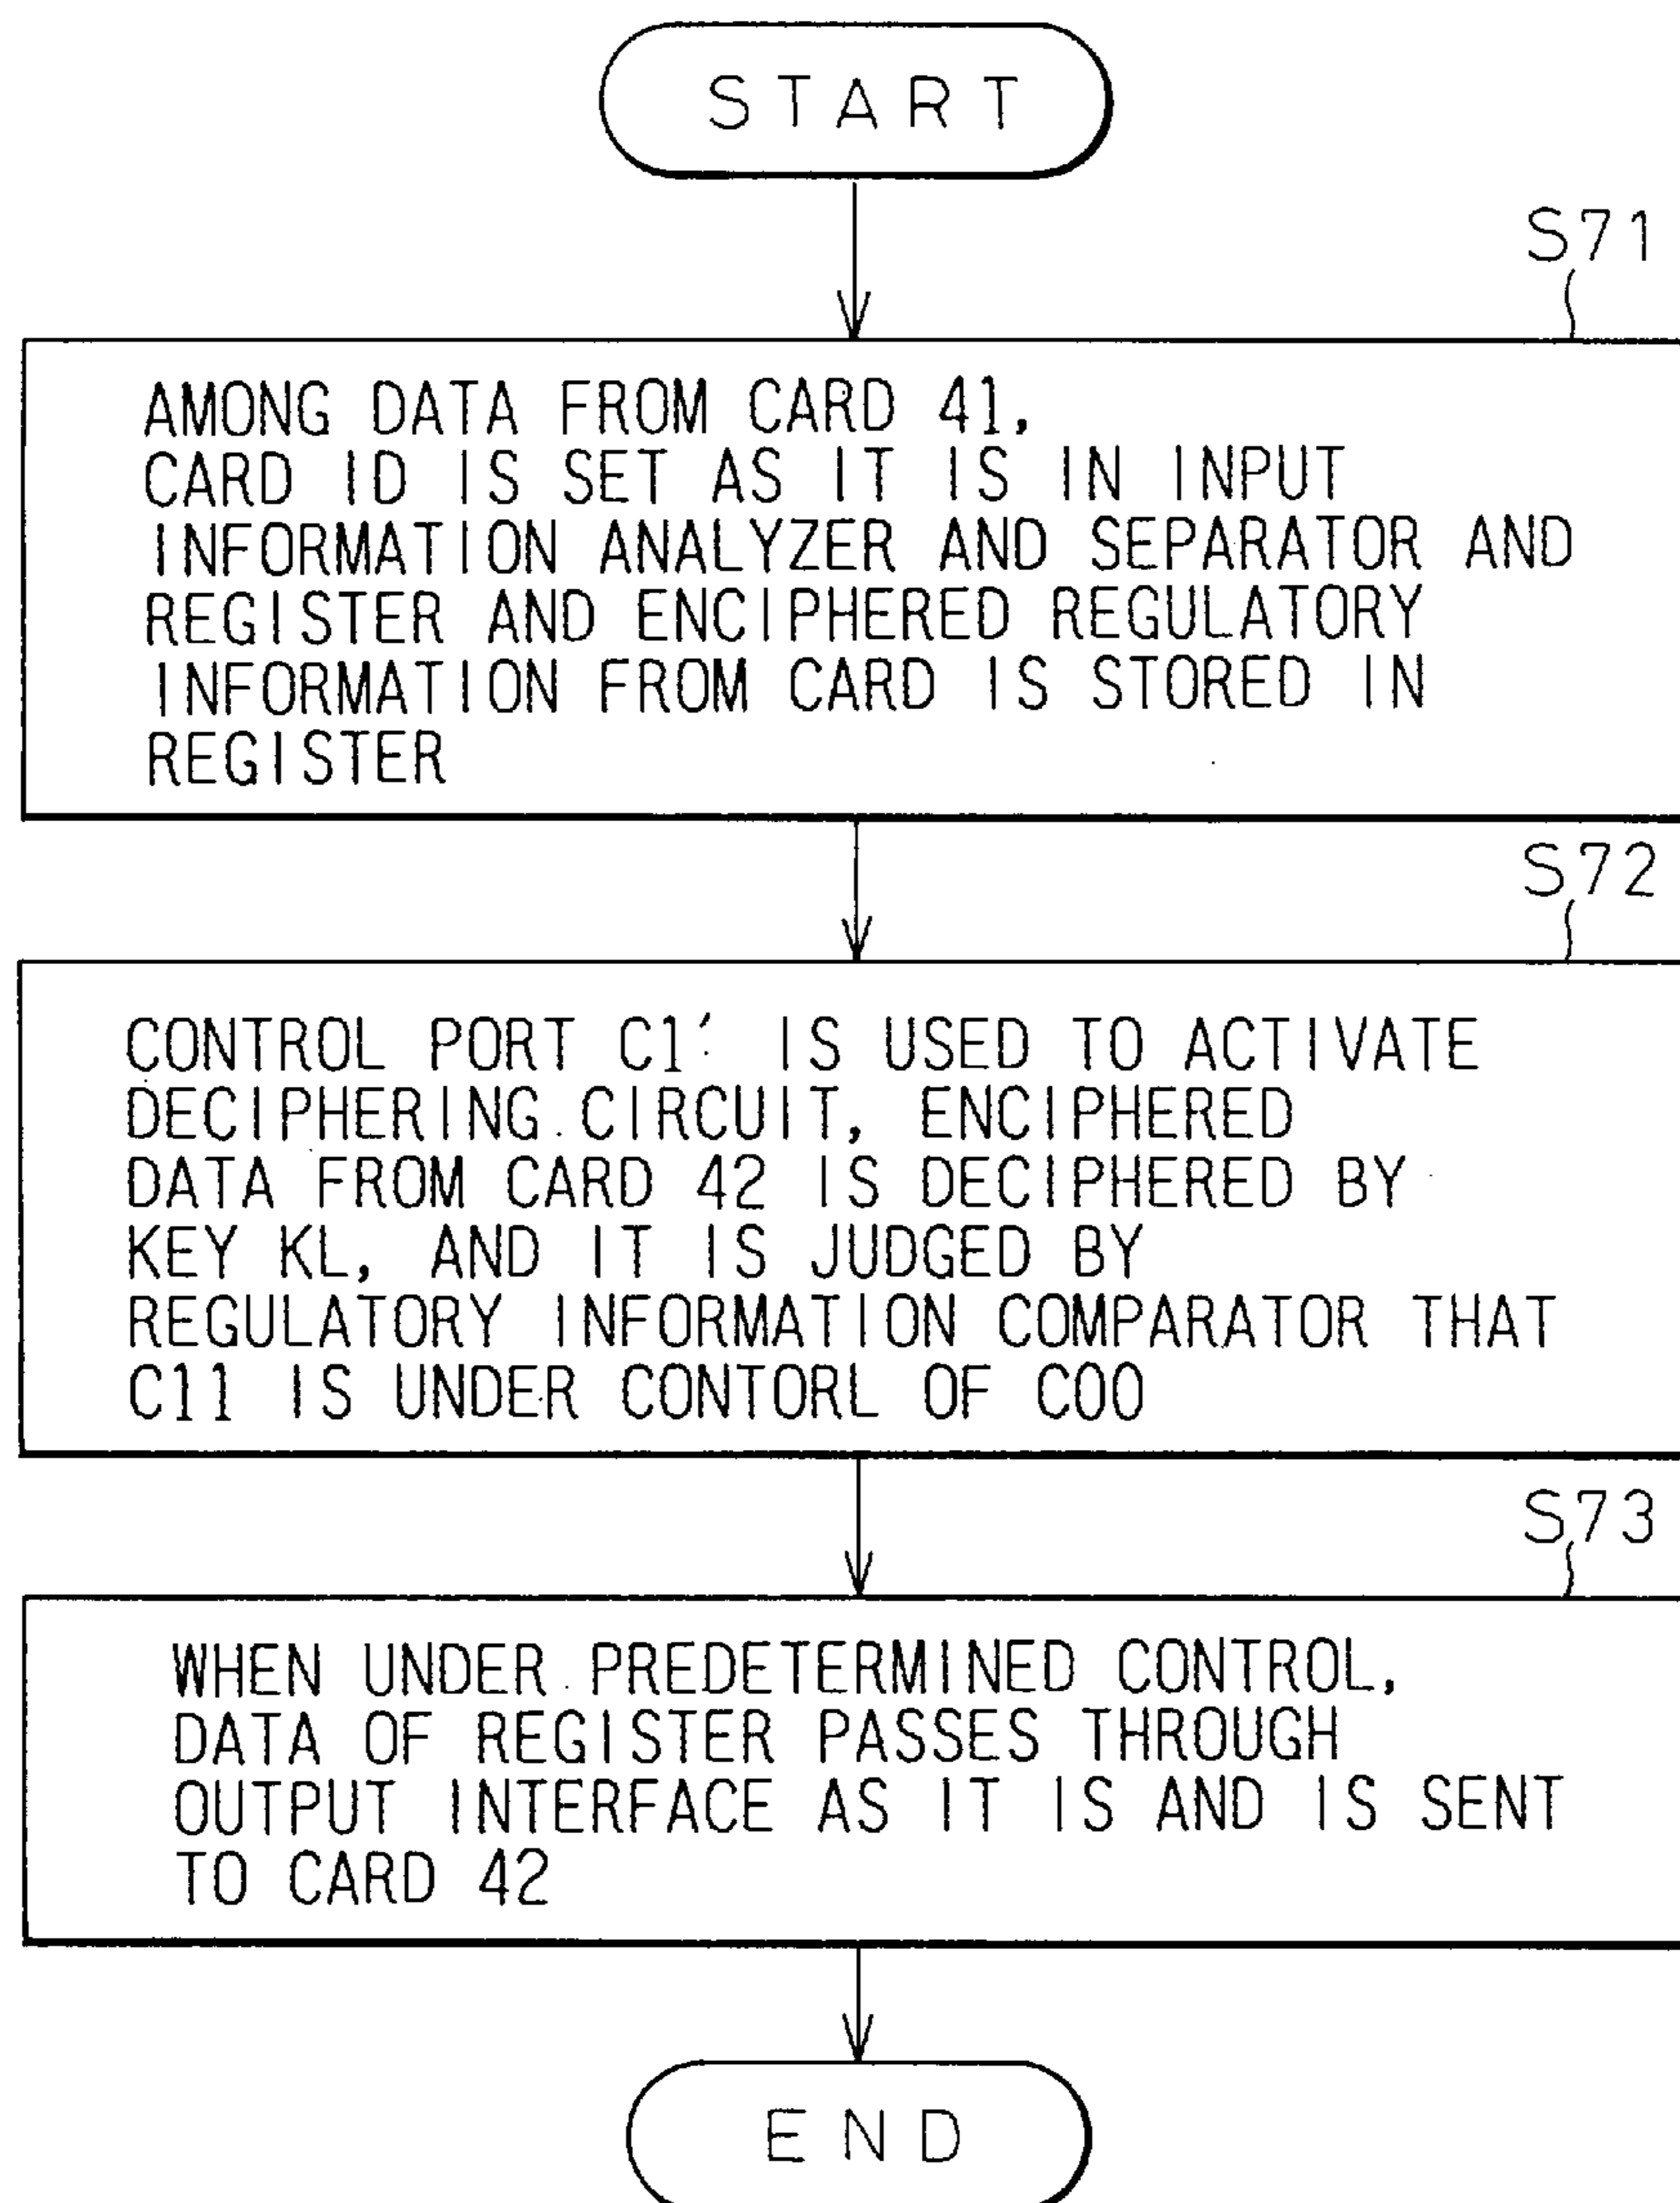 START
S71
AMONG DATA FROM CARD 41,
CARD ID IS SET AS IT IS IN INPUT
INFORMATION ANALYZER AND SEPARATOR AND
REGISTER AND ENCIPHERED REGULATORY
INFORMATION FROM CARD IS STORED IN
REGISTER
S72
CONTROL PORT C1' IS USED TO ACTIVATE
DECIPHERING CIRCUIT, ENCIPHERED
DATA FROM CARD 42 IS DECIPHERED BY
KEY KL, AND IT IS JUDGED BY
REGULATORY INFORMATION COMPARATOR THAT
C11 IS UNDER CONTORL OF C00
S73
WHEN UNDER PREDETERMINED CONTROL,
DATA OF REGISTER PASSES THROUGH
OUTPUT INTERFACE AS IT IS AND IS SENT
TO CARD 42
END